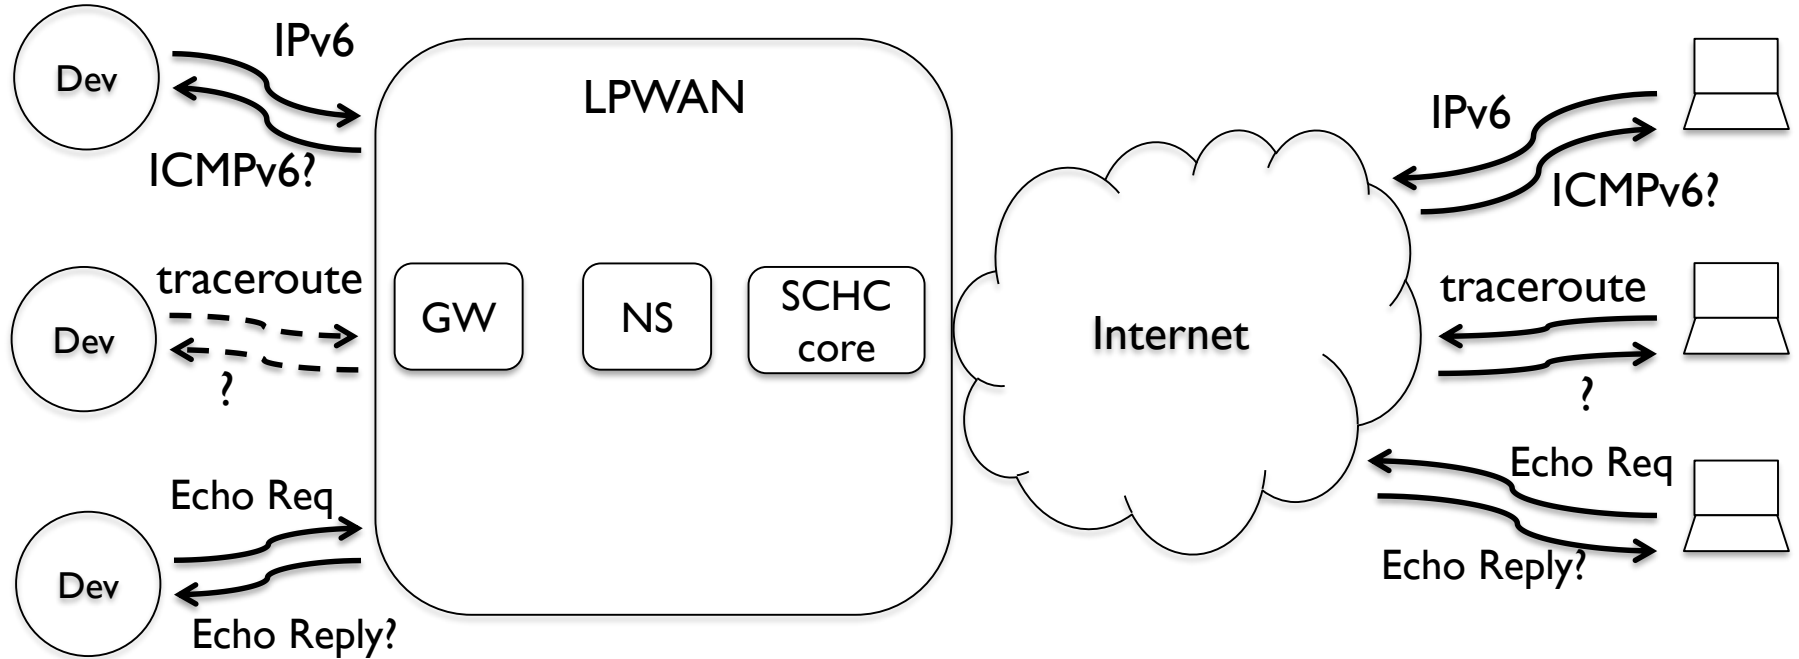 IPv6
Dev
LPWAN
IPv6
ICMPv6?
ICMPv6?
traceroute
traceroute
Dev
GW
NS
SCHC
core
Internet
?
?
Echo Req
Echo Req
Dev
Echo Reply?
Echo Reply?